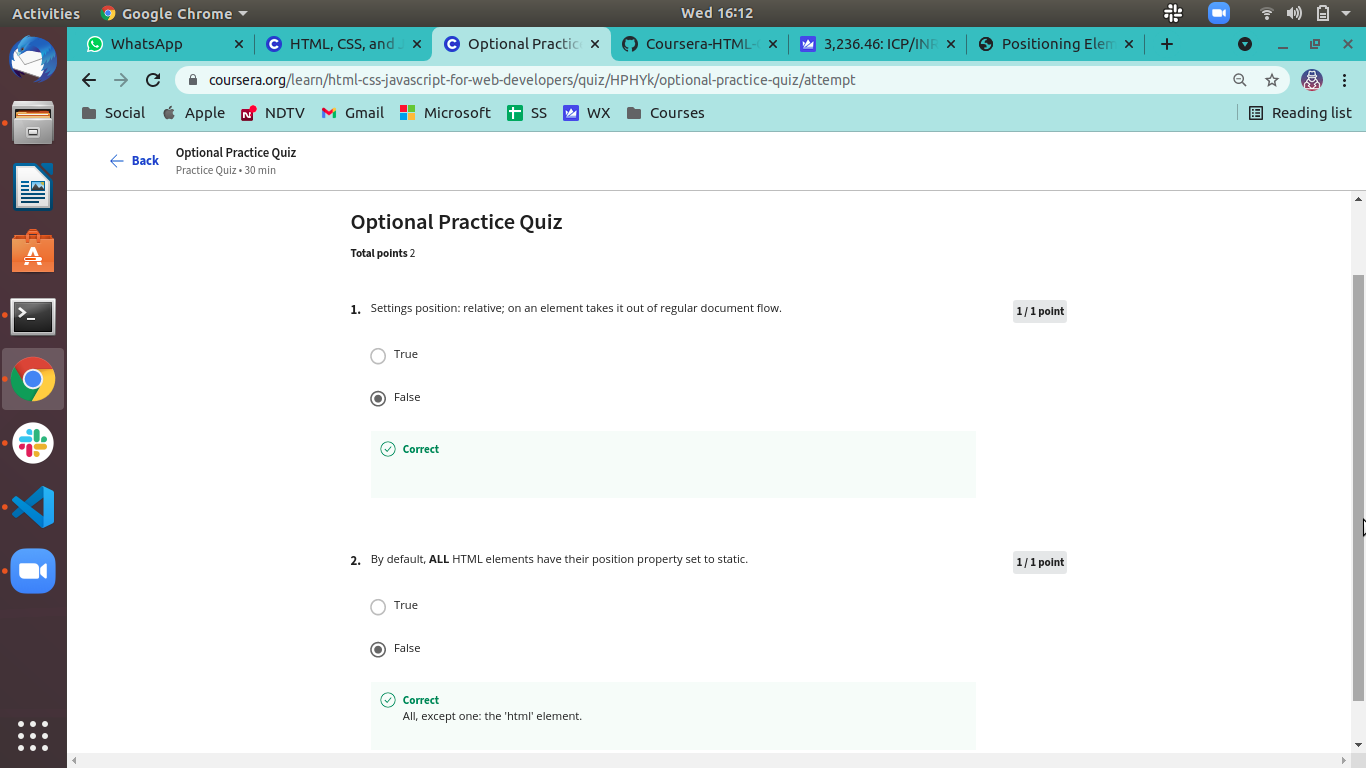 Activities
Google Chrome
Wed 16:12
WhatsApp
HTML, CSS, and J
Optional Practic
Coursera-HTML-
3,236.46: ICP/INR
Positioning Elem
coursera.org/learn/html-css-javascript-for-web-developers/quiz/HPHYk/optional-practice-quiz/attempt
Social
Apple
NDTV
Gmail
Microsoft
SS
WX
Courses
Reading list
Back
Optional Practice Quiz
Practice Quiz • 30 min
Optional Practice Quiz
Total points 2
1. Settings position: relative; on an element takes it out of regular document flow.
1 / 1 point
True
False
Correct
2. By default, ALL HTML elements have their position property set to static.
1 / 1 point
True
False
Correct
All, except one: the 'html' element.